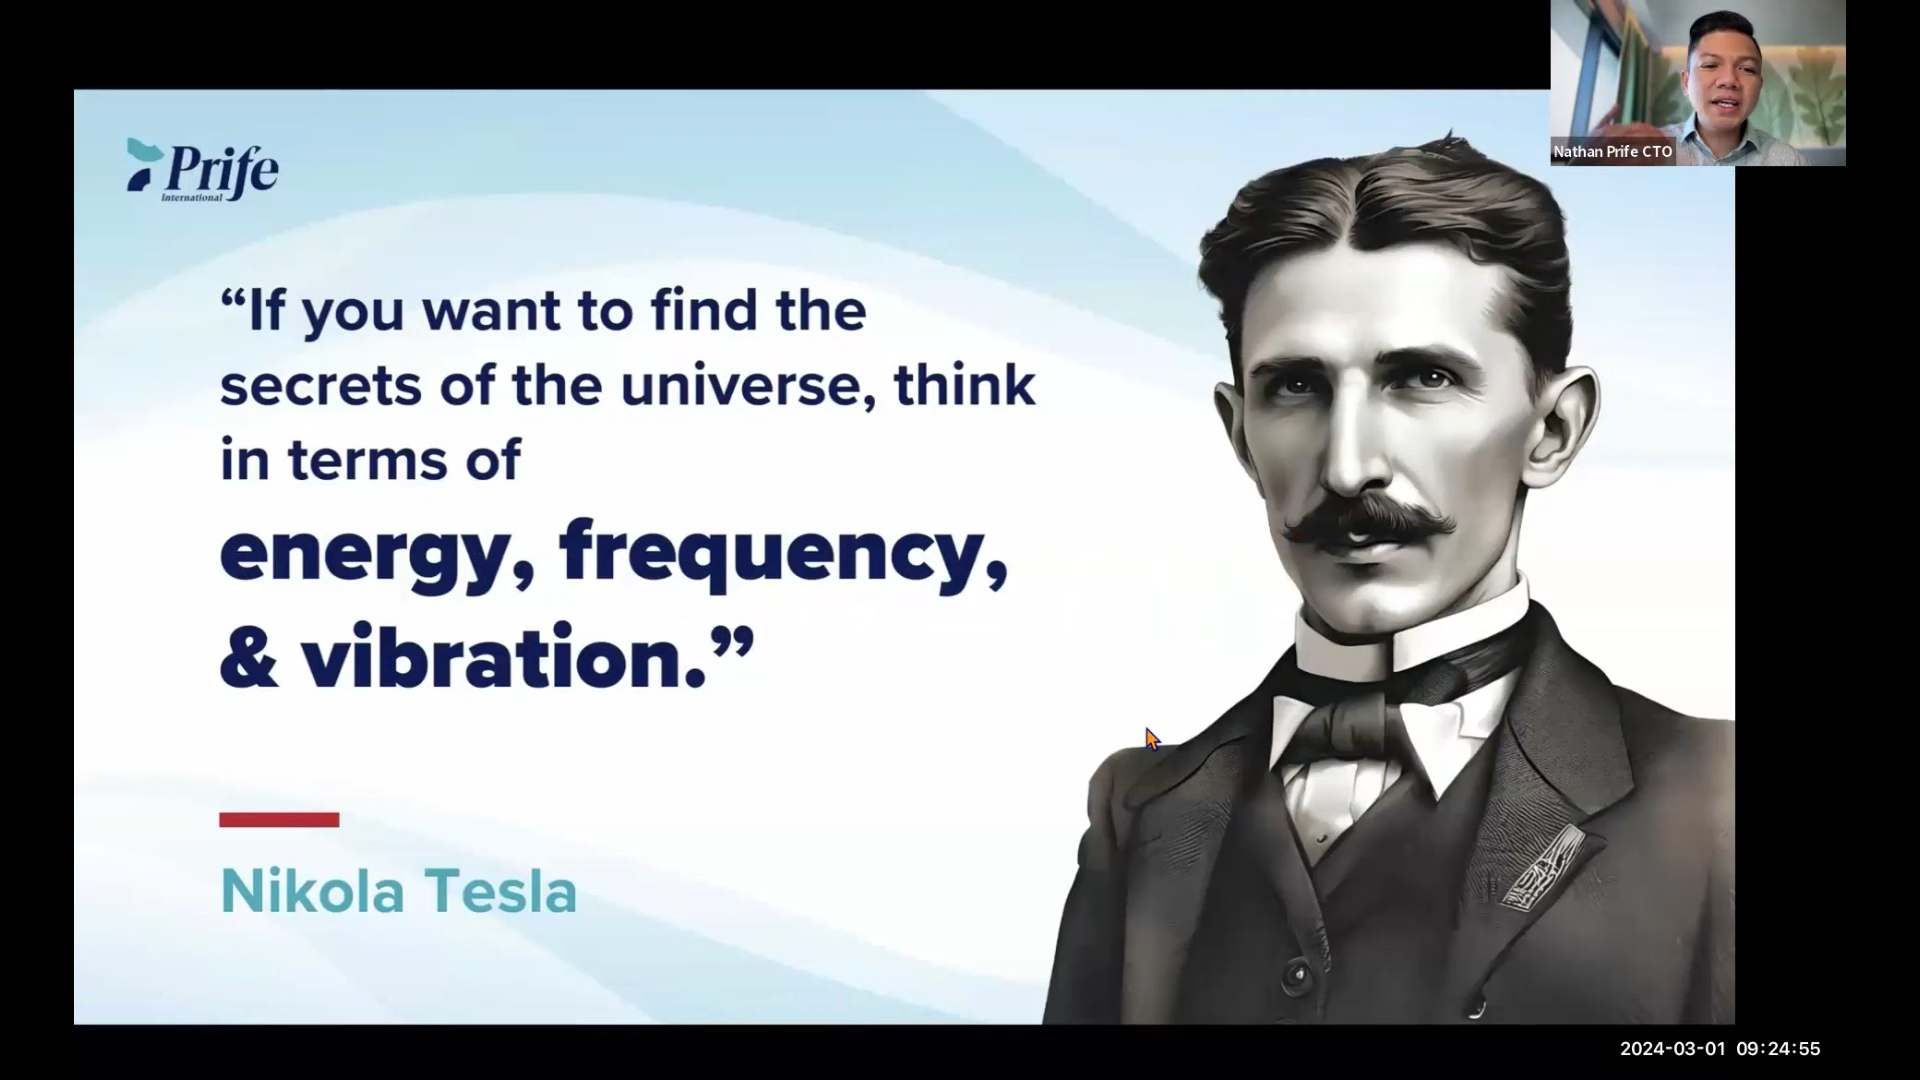 Nathan Prife CTO
Prife
International
“If you want to find the
secrets of the universe, think
in terms of
energy, frequency,
& vibration.”
Nikola Tesla
2024-03-01 09:24:55